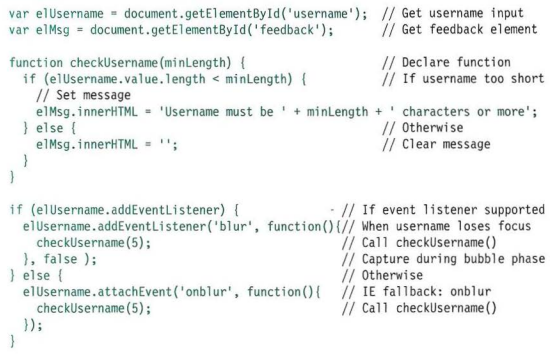 var elUsername = document.getElementById('username');  // Get username input
var elMsg = document.getElementById('feedback');       // Get feedback element

function checkUsername(minLength) {                    // Declare function
  if (elUsername.value.length < minLength) {           // If username too short
    // Set message
    elMsg.innerHTML = 'Username must be ' + minLength + ' characters or more';
  } else {                                             // Otherwise
    elMsg.innerHTML = '';                              // Clear message
  }
}

if (elUsername.addEventListener) {              // If event listener supported
  elUsername.addEventListener('blur', function(){// When username loses focus
    checkUsername(5);                           // Call checkUsername()
  }, false );                                   // Capture during bubble phase
} else {                                        // Otherwise
  elUsername.attachEvent('onblur', function(){  // IE fallback: onblur
    checkUsername(5);                           // Call checkUsername()
  });
}